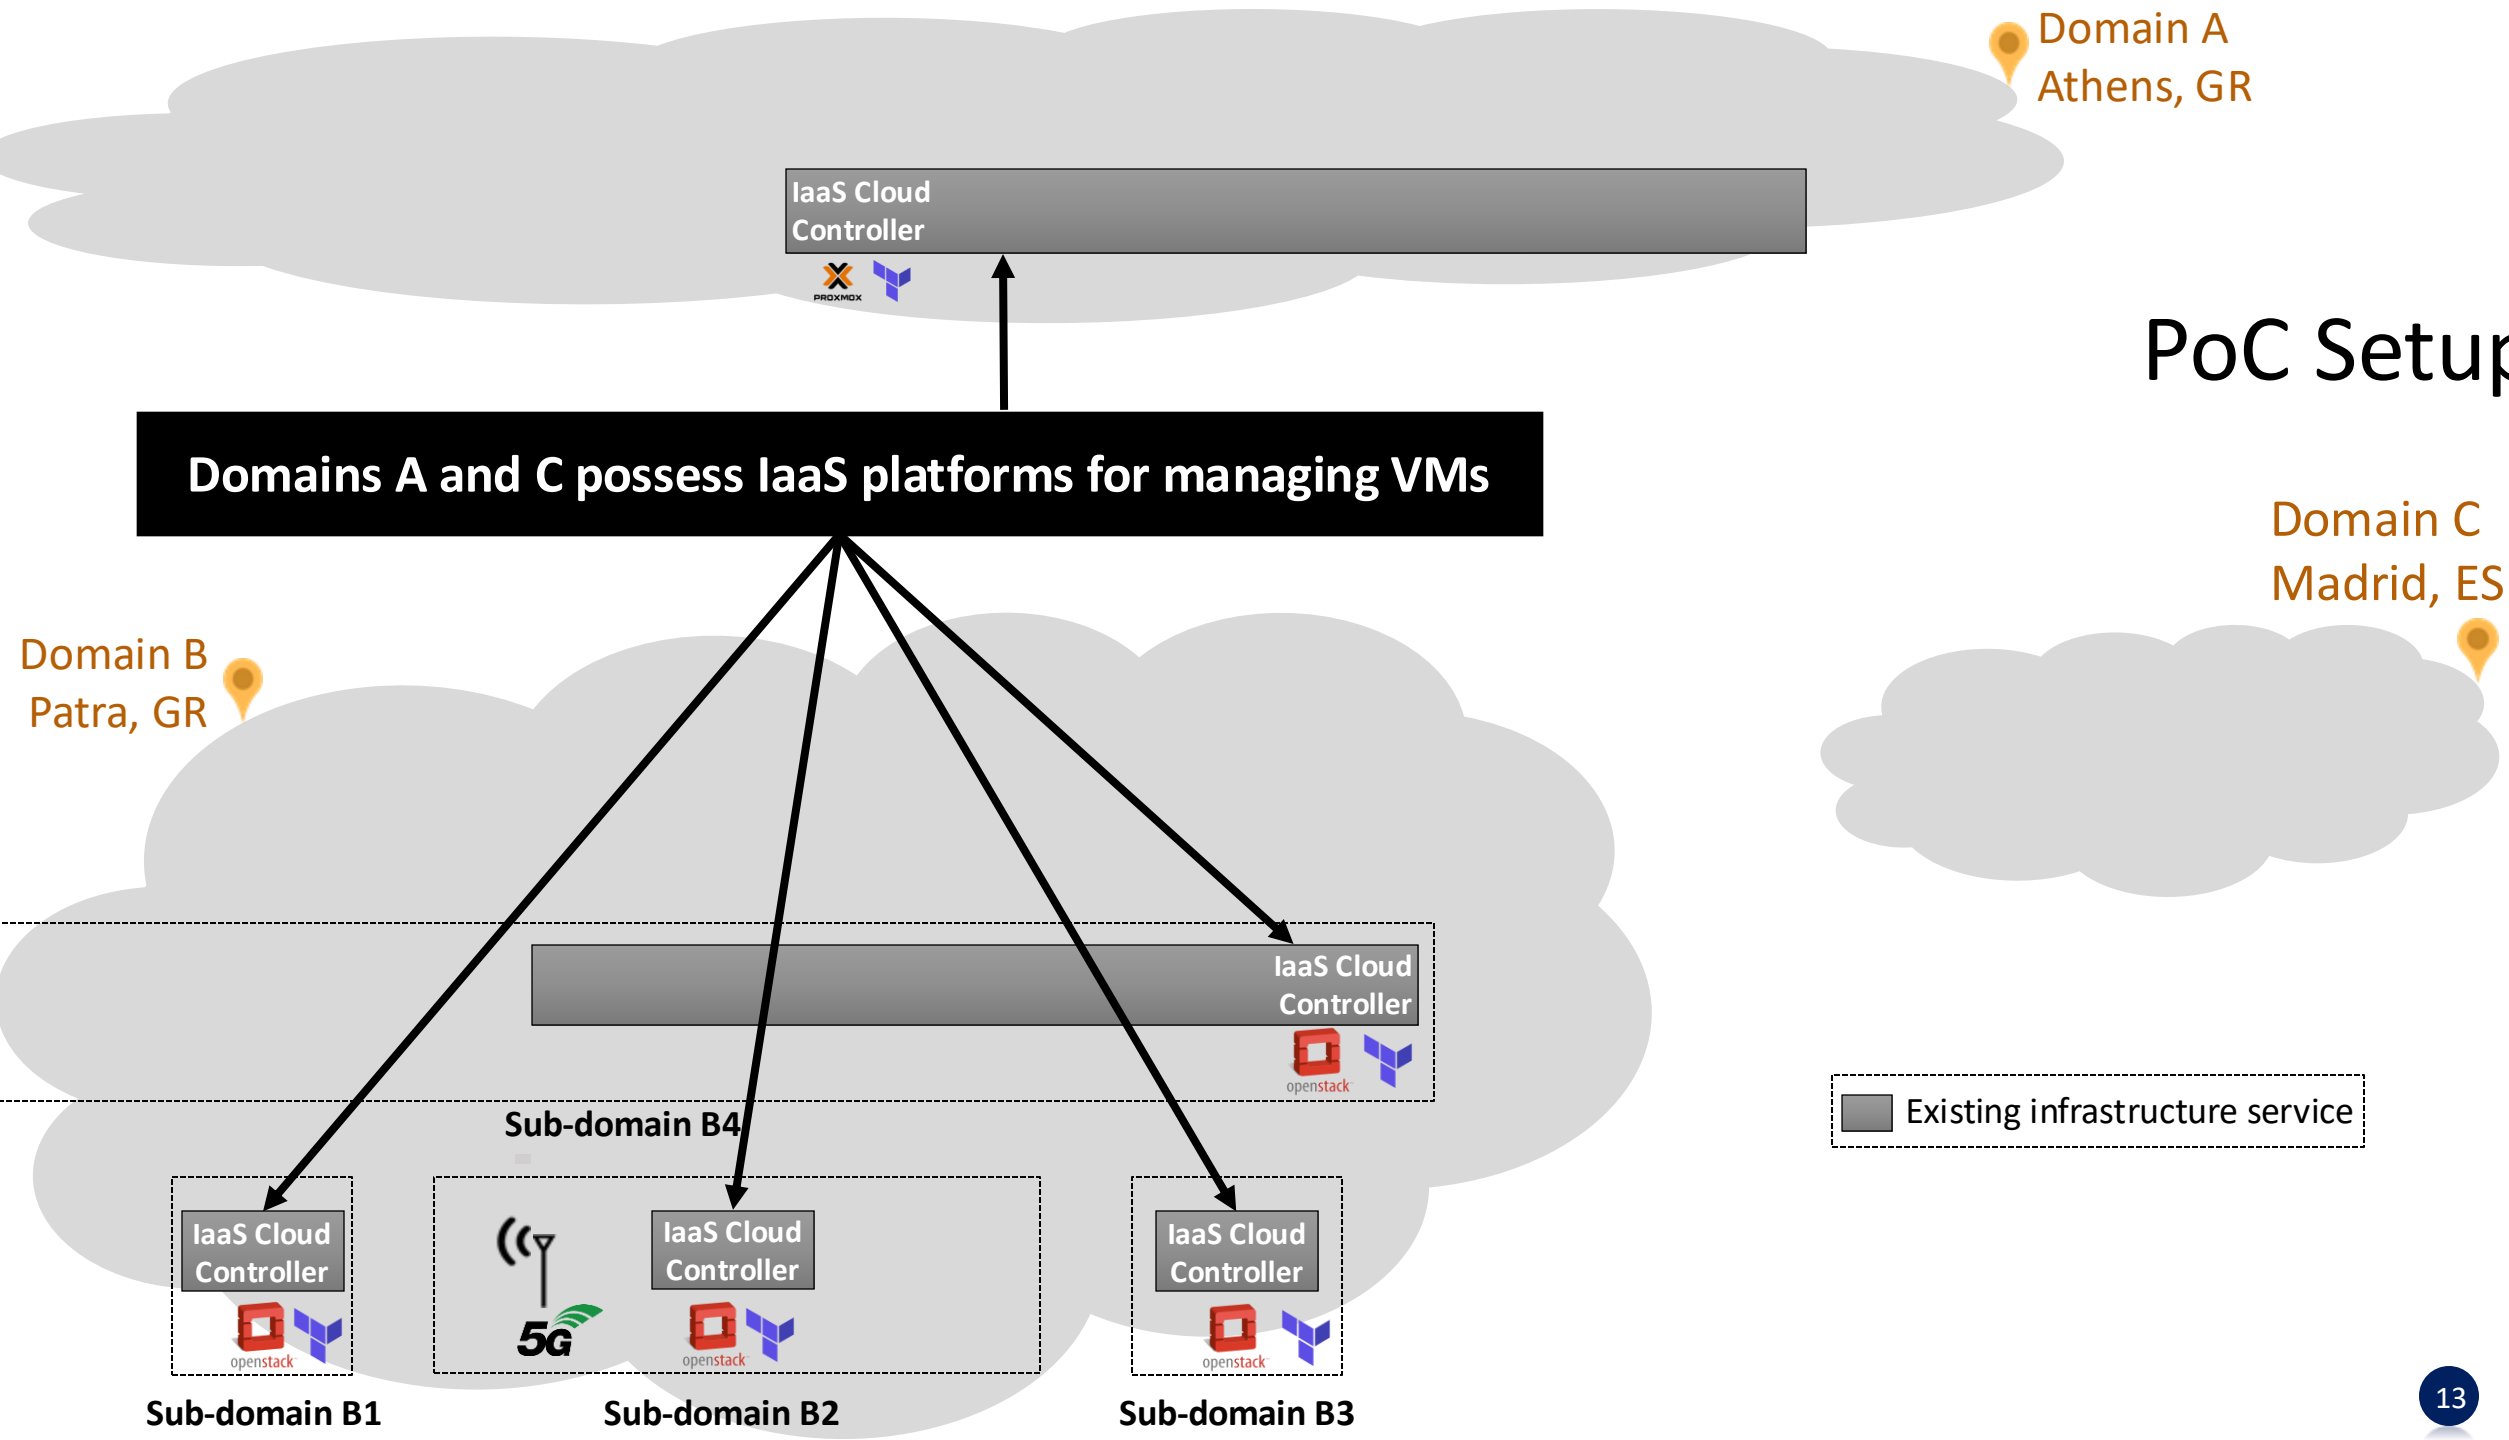 Domain A
Athens, GR
IaaS Cloud
Controller
PROXMOX
PoC Setup
Domains A and C possess IaaS platforms for managing VMs
Domain C
Madrid, ES
Domain B
Patra, GR
IaaS Cloud
Controller
openstack
Sub-domain B4
Existing infrastructure service
IaaS Cloud
Controller
openstack
Sub-domain B1
5G
IaaS Cloud
Controller
openstack
Sub-domain B2
IaaS Cloud
Controller
openstack
Sub-domain B3
13